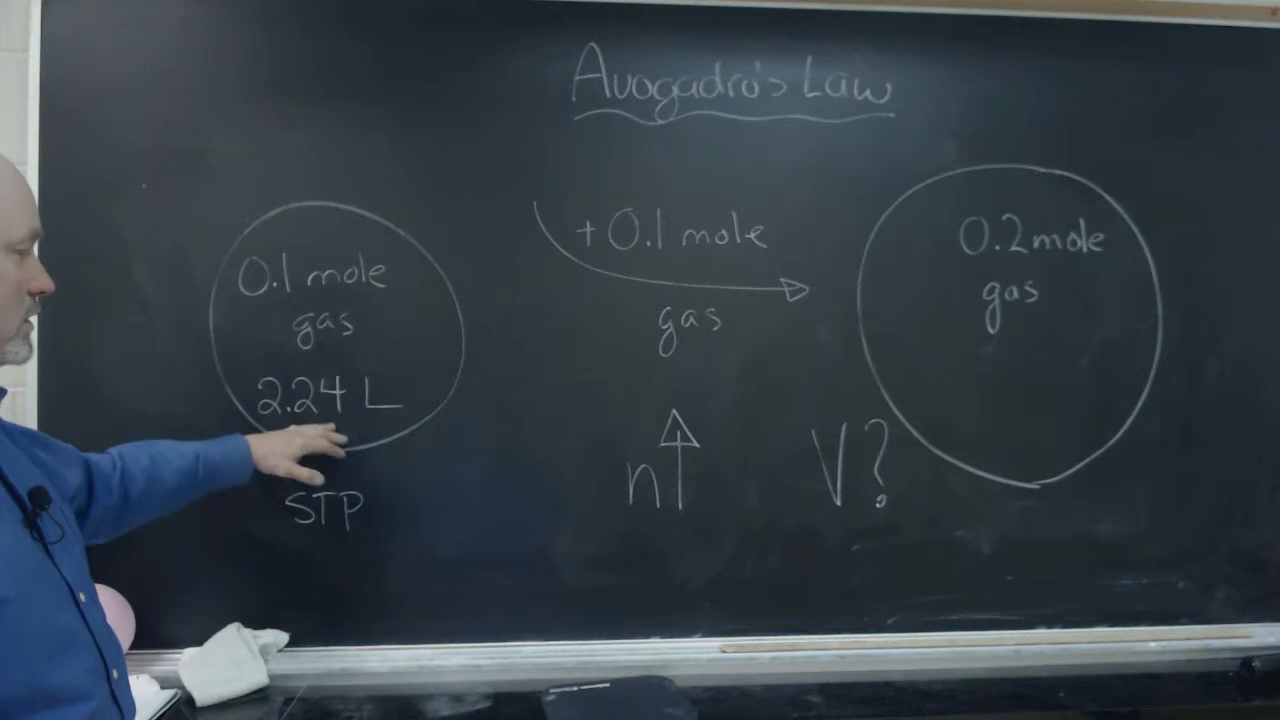 Avogadro's Law
0.1 mole
gas
2.24 L
STP
+ 0.1 mole
gas
n↑
V?
0.2 mole
gas